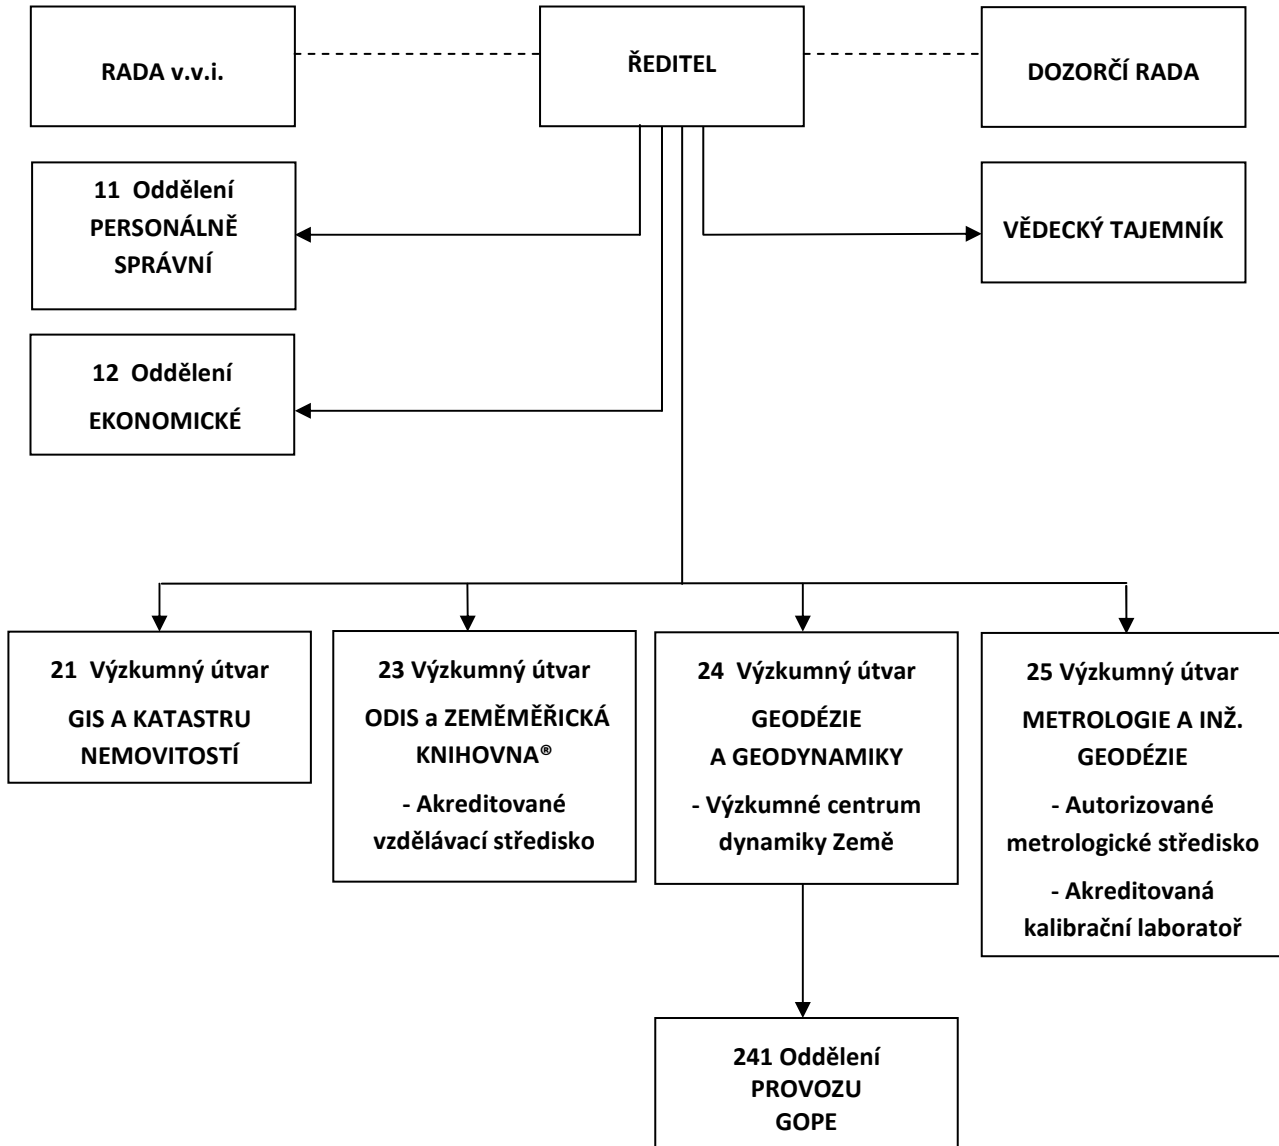 RADA v.v.i.
ŘEDITEL
DOZORČÍ RADA
11 Oddělení
PERSONÁLNĚ
SPRÁVNÍ
VĚDECKÝ TAJEMNÍK
12 Oddělení
EKONOMICKÉ
21 Výzkumný útvar
GIS A KATASTRU
NEMOVITOSTÍ
23 Výzkumný útvar
ODIS a ZEMĚMĚŘICKÁ
KNIHOVNA®
- Akreditované
vzdělávací středisko
24 Výzkumný útvar
GEODÉZIE
A GEODYNAMIKY
- Výzkumné centrum
dynamiky Země
25 Výzkumný útvar
METROLOGIE A INŽ.
GEODÉZIE
- Autorizované
metrologické středisko
- Akreditovaná
kalibrační laboratoř
241 Oddělení
PROVOZU
GOPE